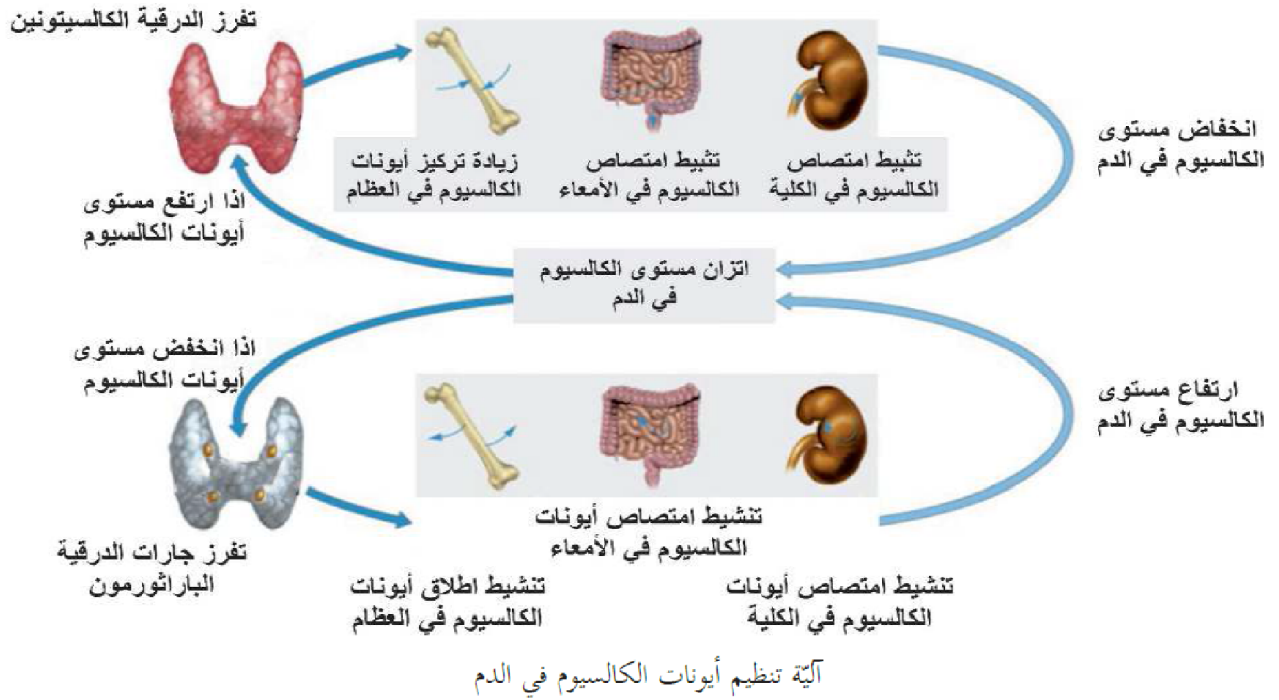 تفرز الدرقية الكالسيتونين
زيادة تركيز أيونات
الكالسيوم في العظام
تثبيط امتصاص
الكالسيوم في الأمعاء
تثبيط امتصاص
الكالسيوم في الكلية
انخفاض مستوى
الكالسيوم في الدم
اذا ارتفع مستوى
أيونات الكالسيوم
اتزان مستوى الكالسيوم
في الدم
اذا انخفض مستوى
أيونات الكالسيوم
ارتفاع مستوى
الكالسيوم في الدم
تفرز جارات الدرقية
الباراثورمون
تنشيط امتصاص أيونات
الكالسيوم في الأمعاء
تنشيط اطلاق أيونات
الكالسيوم في العظام
تنشيط امتصاص أيونات
الكالسيوم في الكلية
آليّة تنظيم أيونات الكالسيوم في الدم